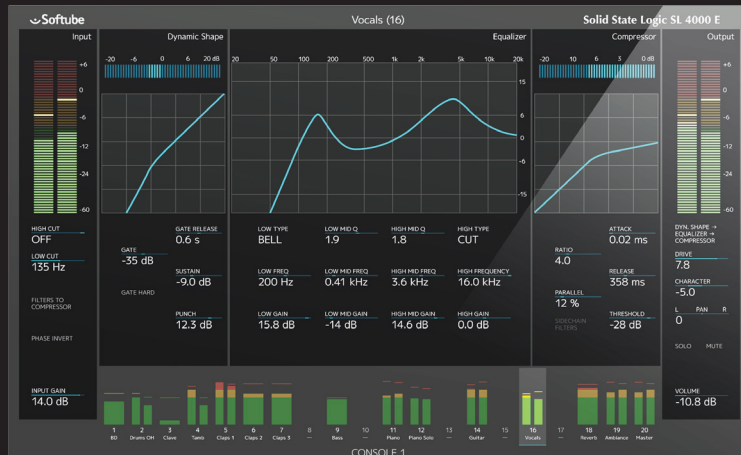 Softube
Vocals (16)
Solid State Logic SL 4000 E
Input
Dynamic Shape
Equalizer
Compressor
Output
-20 -6 3 6 20 dB
20 50 100 200 500 1k 2k 5k 10k 20k
-20 6 3 0 dB
+6
0
-6
-12
-24
-60
15
6
-6
-15
+6
0
-6
-12
-24
-60
HIGH CUT
OFF
LOW CUT
135 Hz
FILTERS TO
COMPRESSOR
PHASE INVERT
INPUT GAIN
14.0 dB
GATE RELEASE
0.6 s
GATE
-35 dB
SUSTAIN
-9.0 dB
GATE HARD
PUNCH
12.3 dB
LOW TYPE LOW MID Q HIGH MID Q HIGH TYPE
BELL 1.9 1.8 CUT
LOW FREQ LOW MID FREQ HIGH MID FREQ HIGH FREQUENCY
200 Hz 0.41 kHz 3.6 kHz 16.0 kHz
LOW GAIN LOW MID GAIN HIGH MID GAIN HIGH GAIN
15.8 dB -14 dB 14.6 dB 0.0 dB
ATTACK
0.02 ms
RATIO
4.0
RELEASE
358 ms
PARALLEL
12 %
SIDECHAIN
FILTERS
THRESHOLD
-28 dB
DYN. SHAPE →
EQUALIZER →
COMPRESSOR
DRIVE
7.8
CHARACTER
-5.0
L PAN R
0
SOLO MUTE
VOLUME
-10.8 dB
1 2 3 4 5 6 7 8 9 10 11 12 13 14 15 16 17 18 19 20
BD Drums OH Clave Tamb Claps 1 Claps 2 Claps 3 – Bass – Piano Piano Solo – Guitar – Vocals – Reverb Ambiance Master
CONSOLE 1